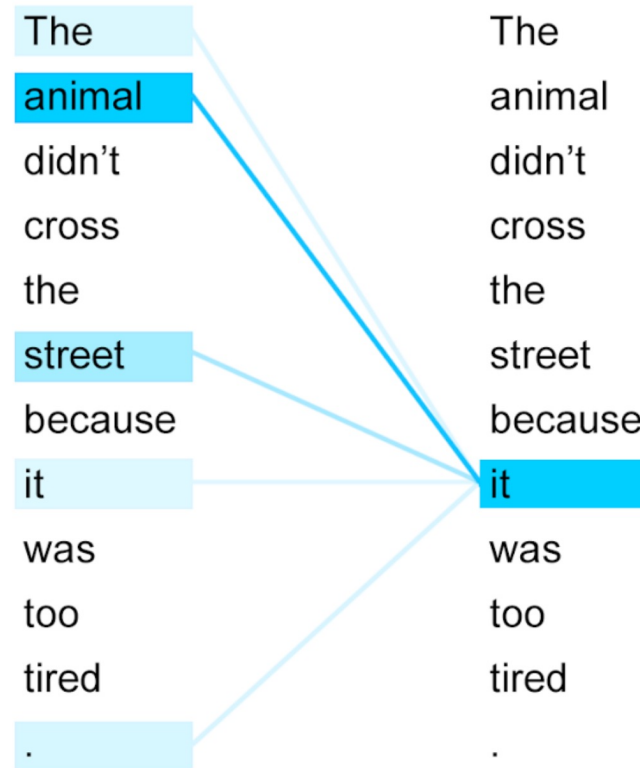 The
animal
didn’t
cross
the
street
because
it
was
too
tired
.
The
animal
didn’t
cross
the
street
because
it
was
too
tired
.